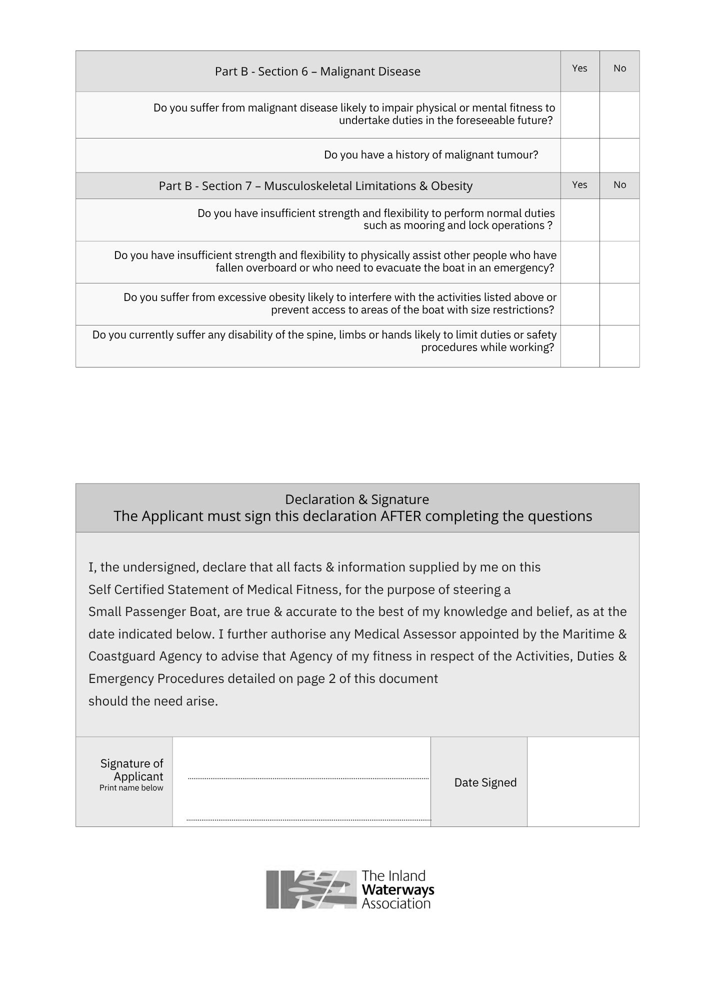 Part B - Section 6 – Malignant Disease
Yes
No
Do you suffer from malignant disease likely to impair physical or mental fitness to
undertake duties in the foreseeable future?
Do you have a history of malignant tumour?
Part B - Section 7 – Musculoskeletal Limitations & Obesity
Yes
No
Do you have insufficient strength and flexibility to perform normal duties
such as mooring and lock operations ?
Do you have insufficient strength and flexibility to physically assist other people who have
fallen overboard or who need to evacuate the boat in an emergency?
Do you suffer from excessive obesity likely to interfere with the activities listed above or
prevent access to areas of the boat with size restrictions?
Do you currently suffer any disability of the spine, limbs or hands likely to limit duties or safety
procedures while working?
Declaration & Signature
The Applicant must sign this declaration AFTER completing the questions
I, the undersigned, declare that all facts & information supplied by me on this
Self Certified Statement of Medical Fitness, for the purpose of steering a
Small Passenger Boat, are true & accurate to the best of my knowledge and belief, as at the
date indicated below. I further authorise any Medical Assessor appointed by the Maritime &
Coastguard Agency to advise that Agency of my fitness in respect of the Activities, Duties &
Emergency Procedures detailed on page 2 of this document
should the need arise.
Signature of
Applicant
Print name below
Date Signed
IWA
The Inland
Waterways
Association